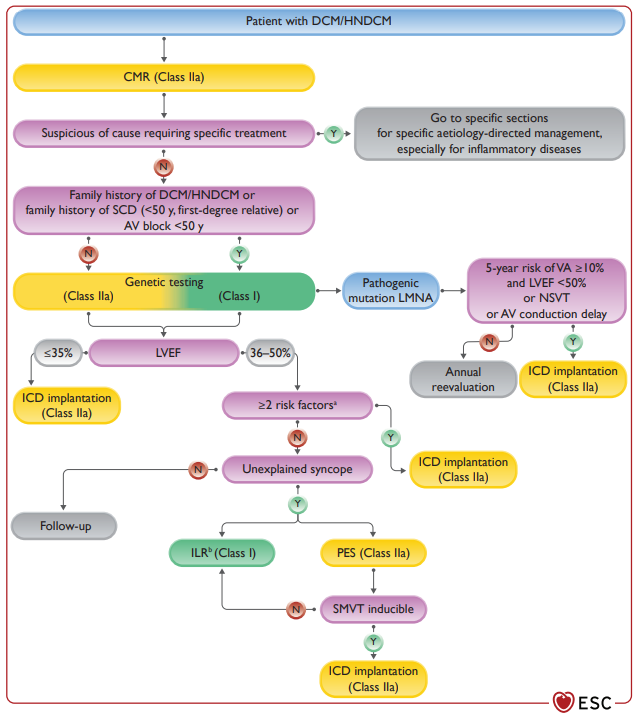 Patient with DCM/HNDCM
CMR (Class IIa)
Suspicious of cause requiring specific treatment
Y
Go to specific sections
for specific aetiology-directed management,
especially for inflammatory diseases
N
Family history of DCM/HNDCM or
family history of SCD (<50 y, first-degree relative) or
AV block <50 y
N
Y
Genetic testing
(Class IIa)
(Class I)
Pathogenic
mutation LMNA
5-year risk of VA ≥10%
and LVEF <50%
or NSVT
or AV conduction delay
N
Y
Annual
reevaluation
ICD implantation
(Class IIa)
≤35%
LVEF
36–50%
ICD implantation
(Class IIa)
≥2 risk factorsᵃ
N
Y
ICD implantation
(Class IIa)
Unexplained syncope
N
Y
Follow-up
ILRᵇ (Class I)
PES (Class IIa)
N
SMVT inducible
Y
ICD implantation
(Class IIa)
ESC